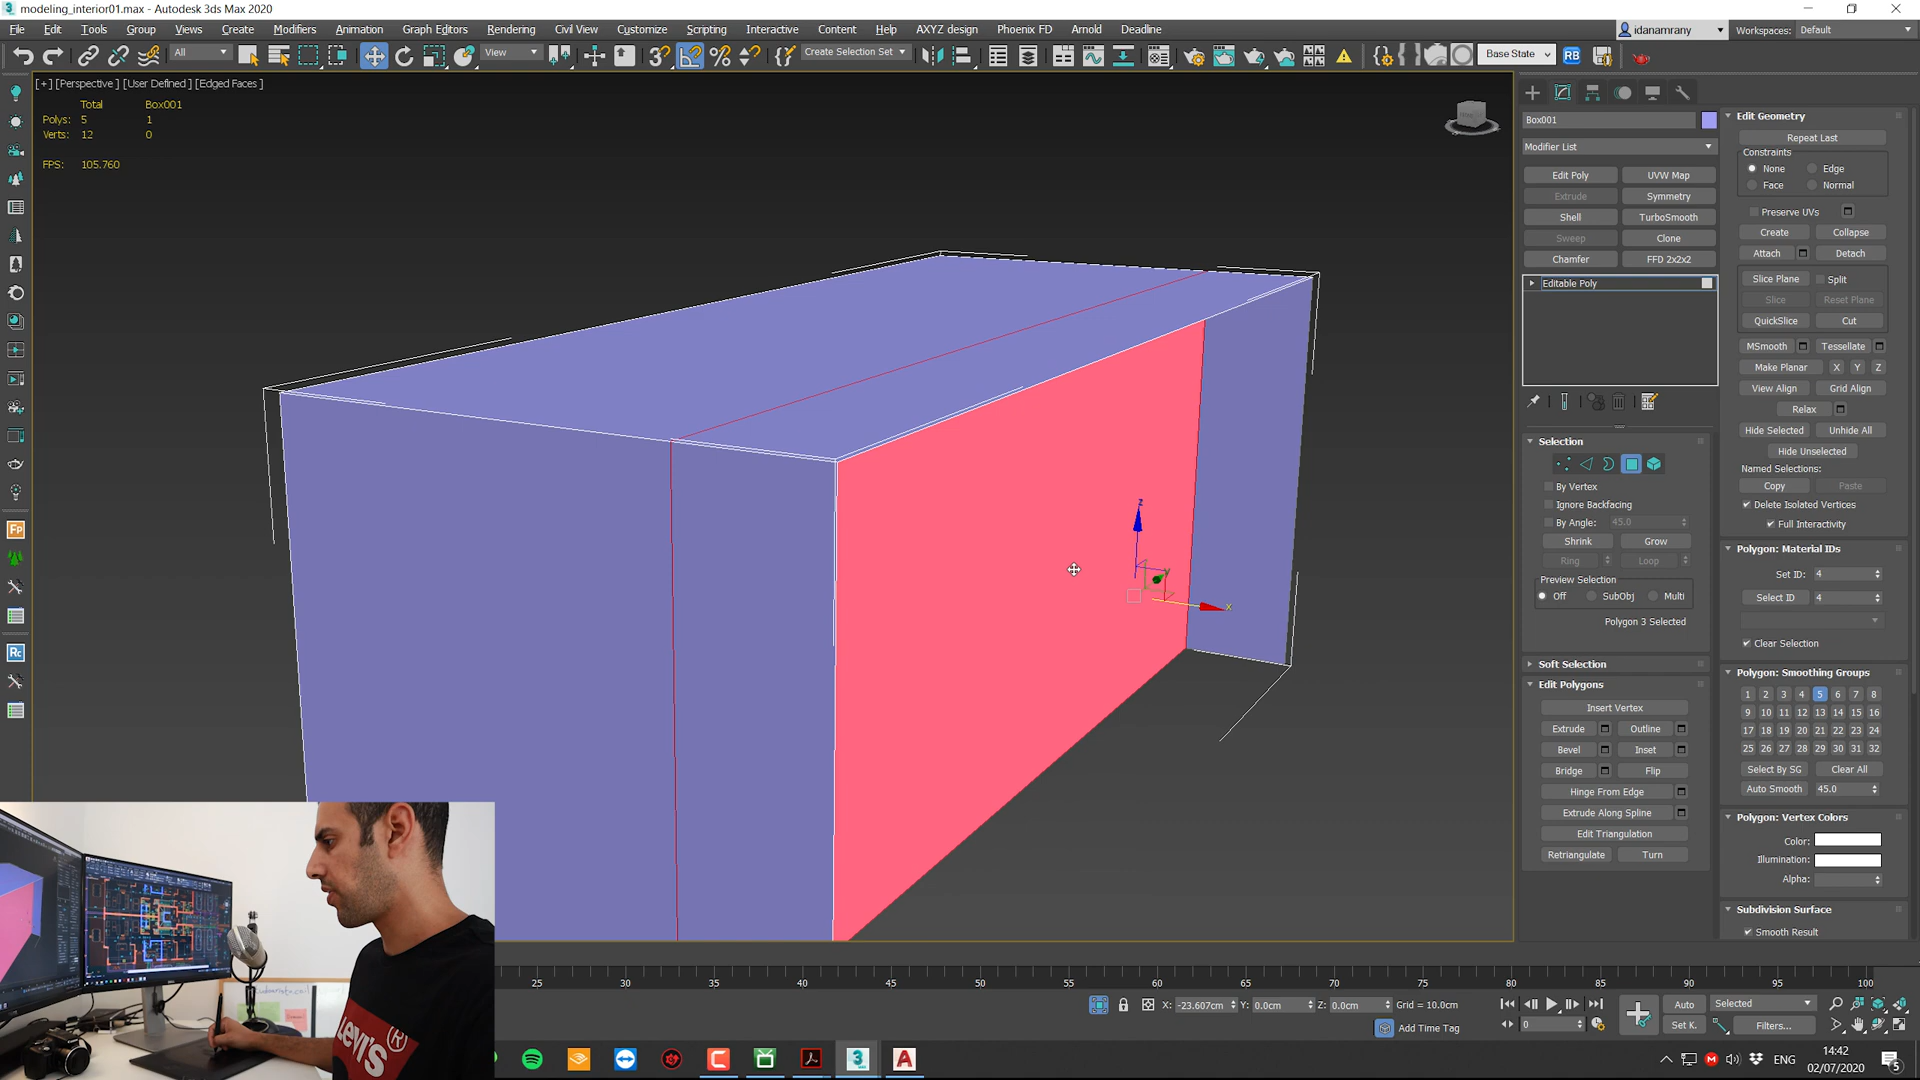 modeling_interior01.max - Autodesk 3ds Max 2020
File Edit Tools Group Views Create Modifiers Animation Graph Editors Rendering Civil View Customize Scripting Interactive Content Help AXYZ design Phoenix FD Arnold Deadline
idanamrany Workspaces: Default
All View Create Selection Set Base State RB
[+] [Perspective] [User Defined] [Edged Faces]
Total Box001
Polys: 5 1
Verts: 12 0
FPS: 105.760
z
y
x
Fp
Rc
Box001
Modifier List
Edit Poly UVW Map
Extrude Symmetry
Shell TurboSmooth
Sweep Clone
Chamfer FFD 2x2x2
Editable Poly
Selection
By Vertex
Ignore Backfacing
By Angle: 45.0
Shrink Grow
Ring Loop
Preview Selection
Off SubObj Multi
Polygon 3 Selected
Soft Selection
Edit Polygons
Insert Vertex
Extrude Outline
Bevel Inset
Bridge Flip
Hinge From Edge
Extrude Along Spline
Edit Triangulation
Retriangulate Turn
Edit Geometry
Repeat Last
Constraints
None Edge
Face Normal
Preserve UVs
Create Collapse
Attach Detach
Slice Plane Split
Slice Reset Plane
QuickSlice Cut
MSmooth Tessellate
Make Planar X Y Z
View Align Grid Align
Relax
Hide Selected Unhide All
Hide Unselected
Named Selections:
Copy Paste
Delete Isolated Vertices
Full Interactivity
Polygon: Material IDs
Set ID: 4
Select ID 4
Clear Selection
Polygon: Smoothing Groups
1 2 3 4 5 6 7 8
9 10 11 12 13 14 15 16
17 18 19 20 21 22 23 24
25 26 27 28 29 30 31 32
Select By SG Clear All
Auto Smooth 45.0
Polygon: Vertex Colors
Color:
Illumination:
Alpha:
Subdivision Surface
Smooth Result
25 30 35 40 45 50 55 60 65 70 75 80 85 90 95 100
X: -23.607cm Y: 0.0cm Z: 0.0cm Grid = 10.0cm
Add Time Tag
0
Auto Selected
Set K. Filters...
Levi's ®
ENG
14:42
02/07/2020
5